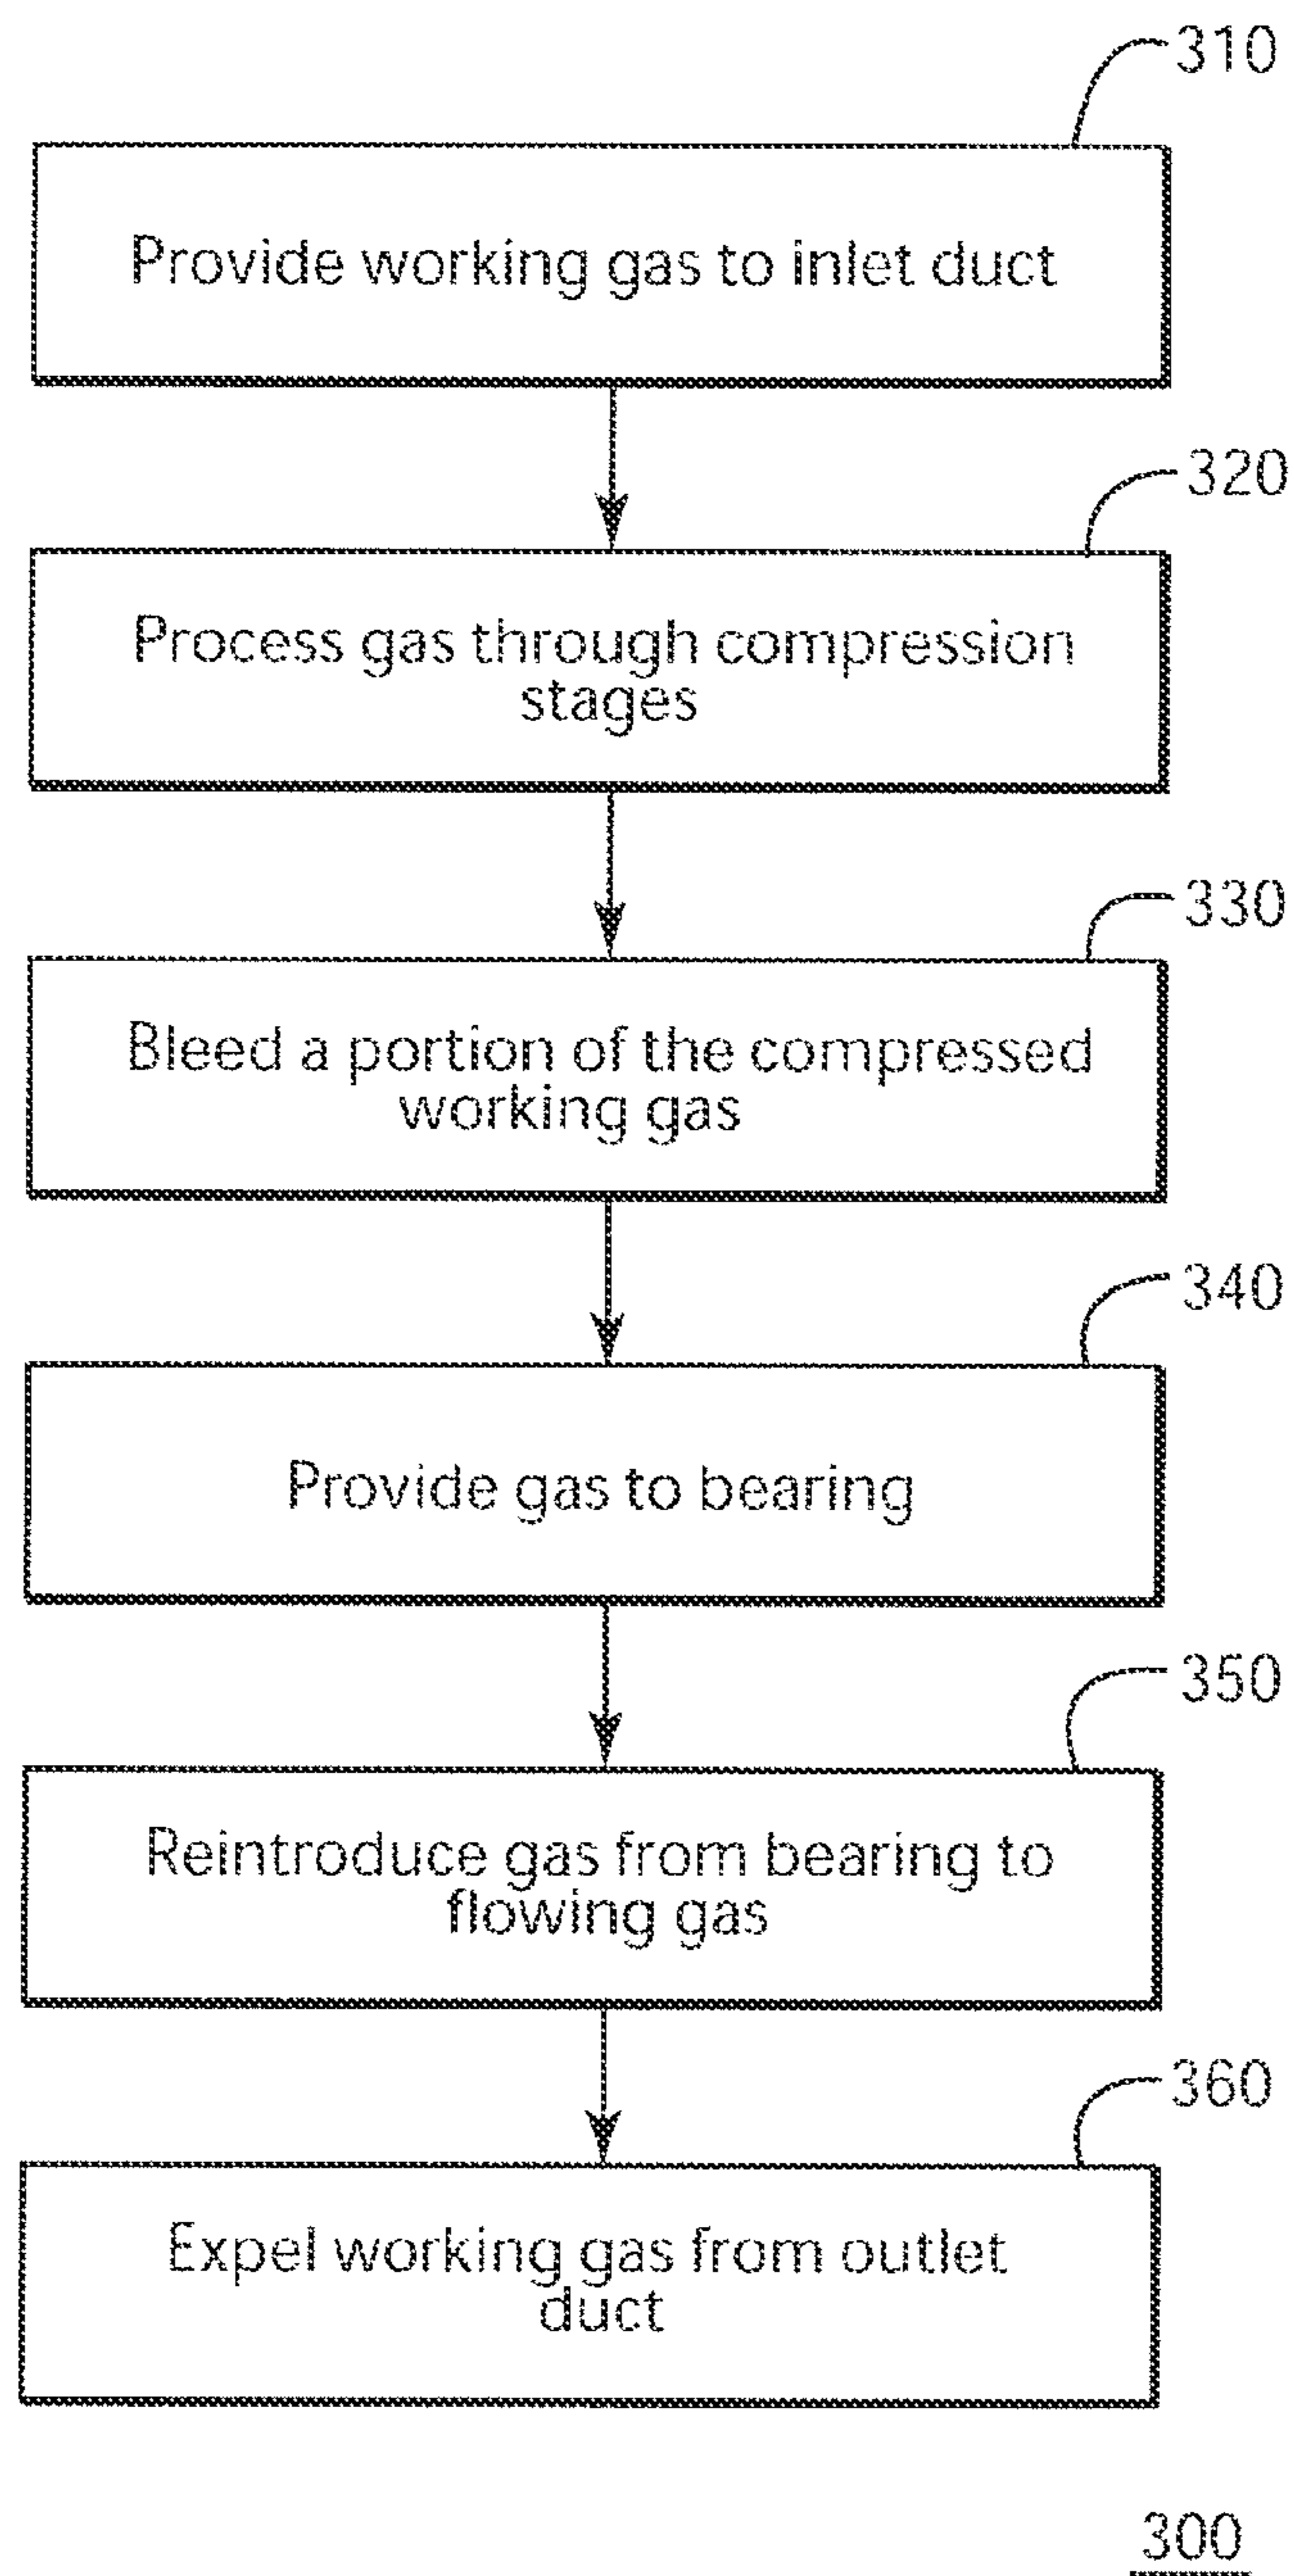 310
Provide working gas to inlet duct
320
Process gas through compression
stages
330
Bleed a portion of the compressed
working gas
340
Provide gas to bearing
350
Reintroduce gas from bearing to
flowing gas
360
Expel working gas from outlet
duct
300